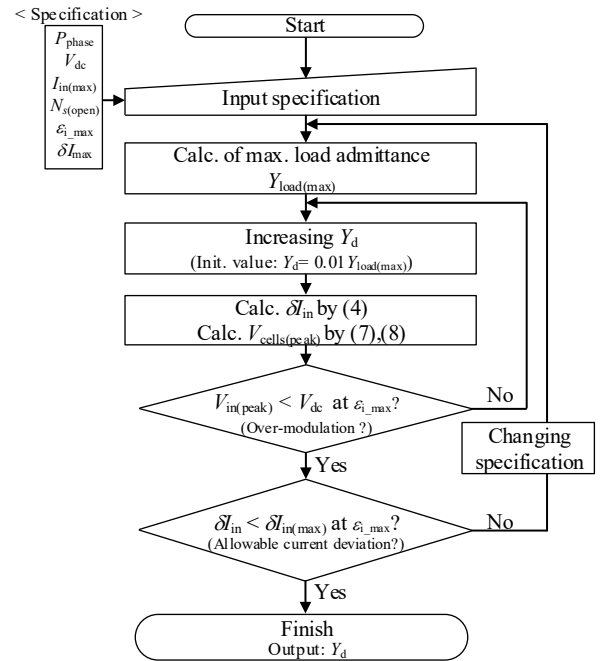 < Specification >
P_phase
V_dc
I_in(max)
N_s(open)
ε_i_max
δI_max
Start
Input specification
Calc. of max. load admittance
Y_load(max)
Increasing Y_d
(Init. value: Y_d= 0.01Y_load(max))
Calc. δI_in by (4)
Calc. V_cells(peak) by (7),(8)
V_in(peak) < V_dc at ε_i_max?
(Over-modulation ?)
No
Yes
Changing
specification
δI_in < δI_in(max) at ε_i_max?
(Allowable current deviation?)
No
Yes
Finish
Output: Y_d